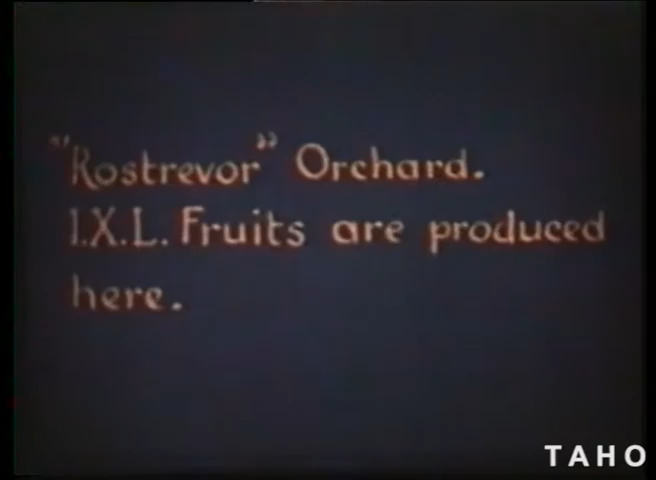 "Rostrevor" Orchard.
I.X.L. Fruits are produced
here.
TAHO